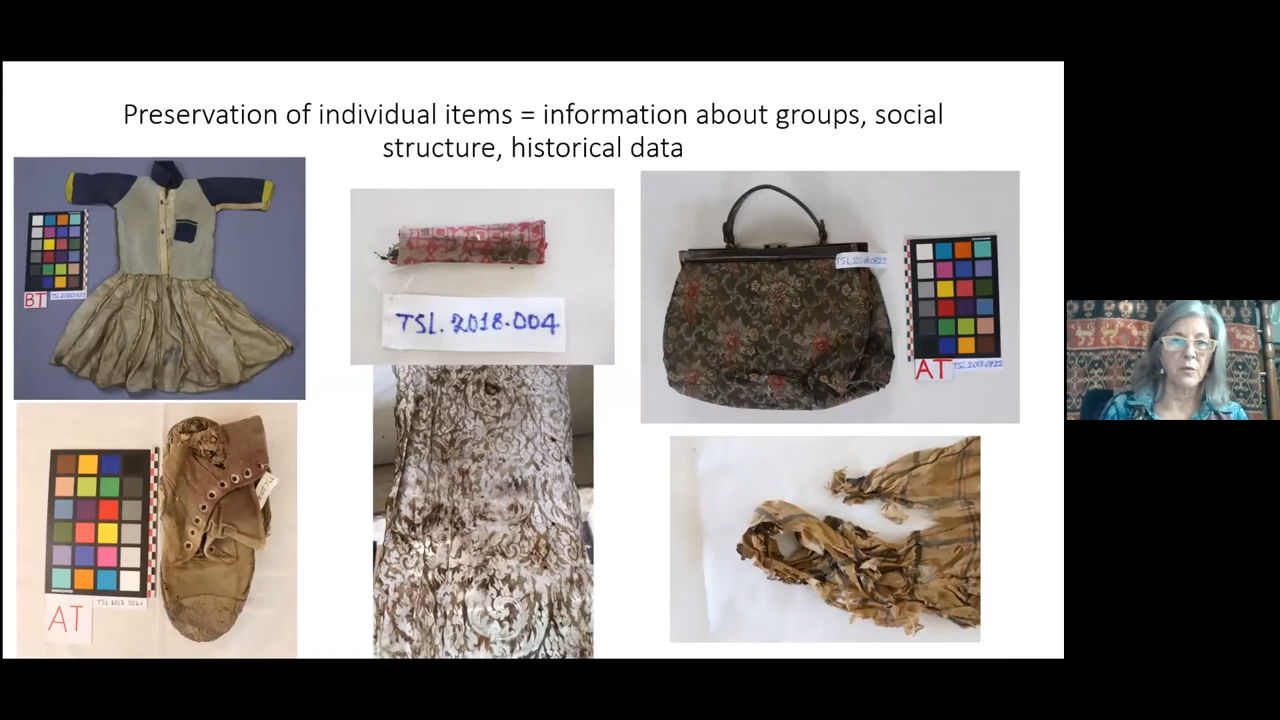 Preservation of individual items = information about groups, social
structure, historical data
BT
TSL.2018.004
AT
AT